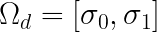 Ω_d = [σ_0, σ_1]